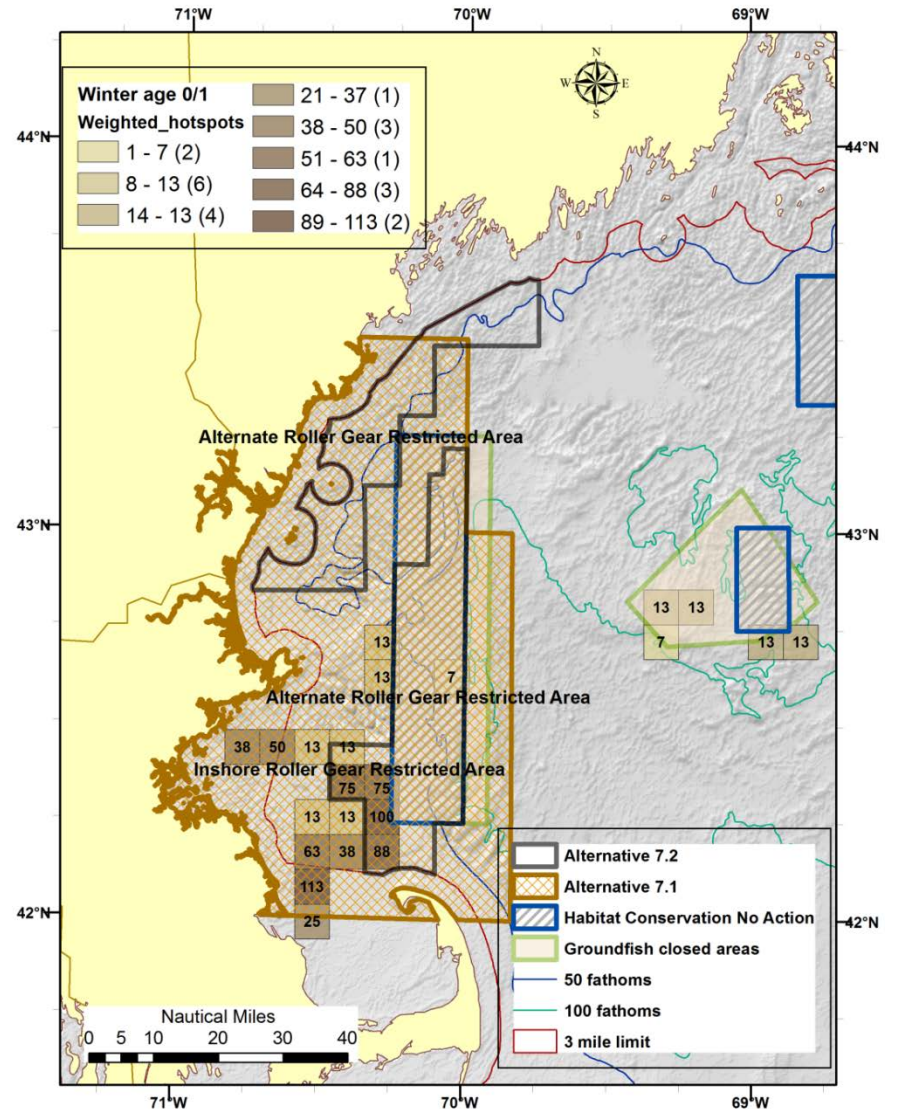 71°W 70°W 69°W
N
W E
S
Winter age 0/1
Weighted_hotspots
1 - 7 (2)
8 - 13 (6)
14 - 13 (4)
21 - 37 (1)
38 - 50 (3)
51 - 63 (1)
64 - 88 (3)
89 - 113 (2)
44°N 44°N
Alternate Roller Gear Restricted Area
43°N 43°N
13 13
13 7 13 13
13 7
Alternate Roller Gear Restricted Area
38 50 13 13
Inshore Roller Gear Restricted Area
75 75
13 13 100
63 38 88
113
25
42°N 42°N
Alternative 7.2
Alternative 7.1
Habitat Conservation No Action
Groundfish closed areas
50 fathoms
100 fathoms
3 mile limit
Nautical Miles
0 5 10 20 30 40
71°W 70°W 69°W